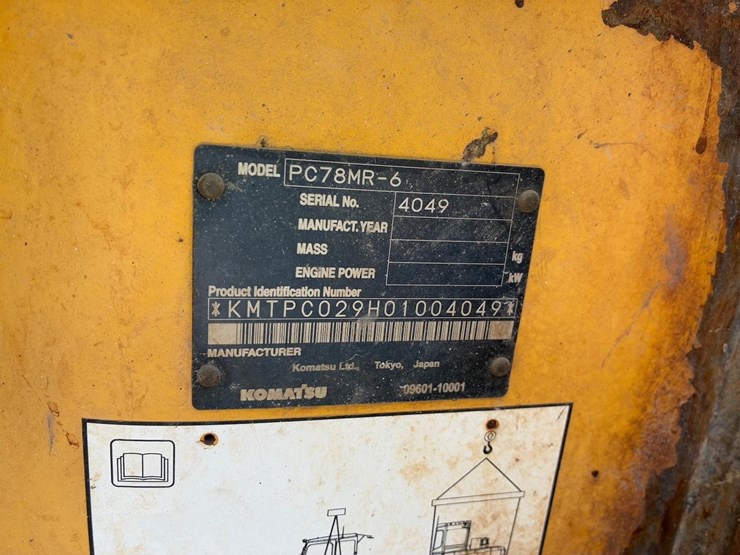 MODEL PC78MR-6
SERIAL No. 4049
MANUFACT. YEAR
MASS kg
ENGINE POWER kW
Product Identification Number
*KMTPC029H01004049*
MANUFACTURER
Komatsu Ltd., Tokyo, Japan
KOMATSU 09601-10001